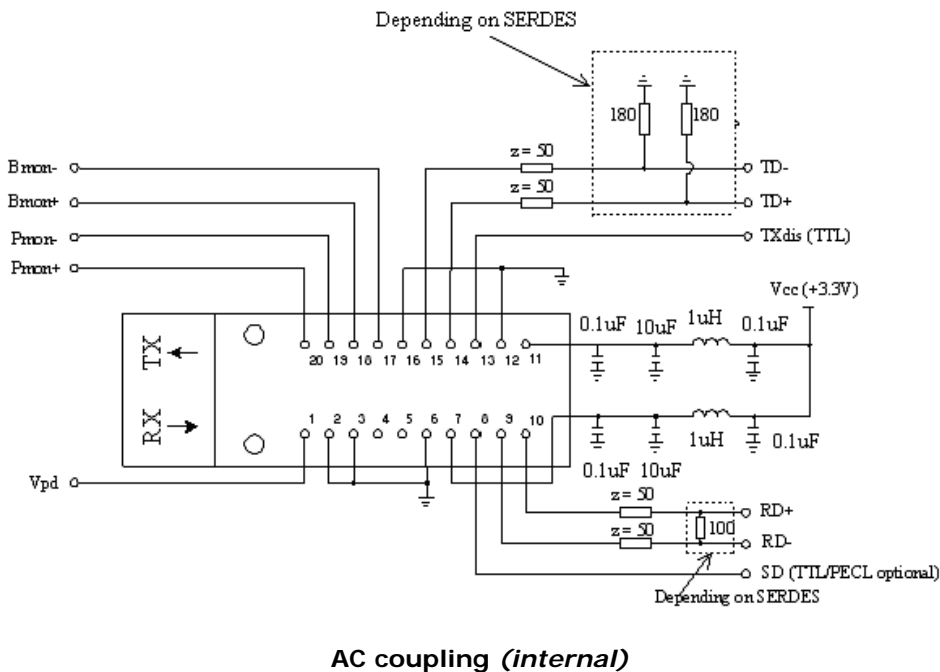 Depending on SERDES
180
180
Bmon-
z = 50
TD-
Bmon+
z = 50
TD+
Pmon-
TXdis (TTL)
Pmon+
Vcc (+3.3V)
0.1uF
10uF
1uH
0.1uF
TX
20
19
18
17
16
15
14
13
12
11
RX
1
2
3
4
5
6
7
8
9
10
1uH
0.1uF
0.1uF
10uF
Vpd
z = 50
RD+
100
z = 50
RD-
SD (TTL/PECL optional)
Depending on SERDES
AC coupling (internal)